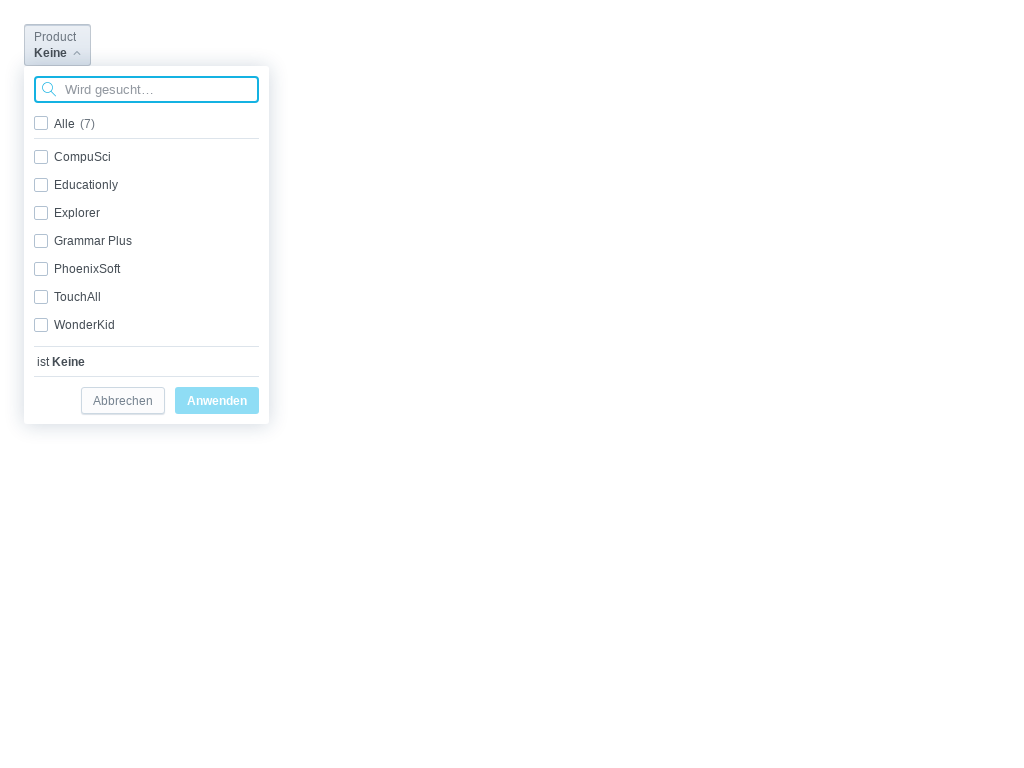 Product
Keine
Wird gesucht…
Alle (7)
CompuSci
Educationly
Explorer
Grammar Plus
PhoenixSoft
TouchAll
WonderKid
ist Keine
Abbrechen Anwenden